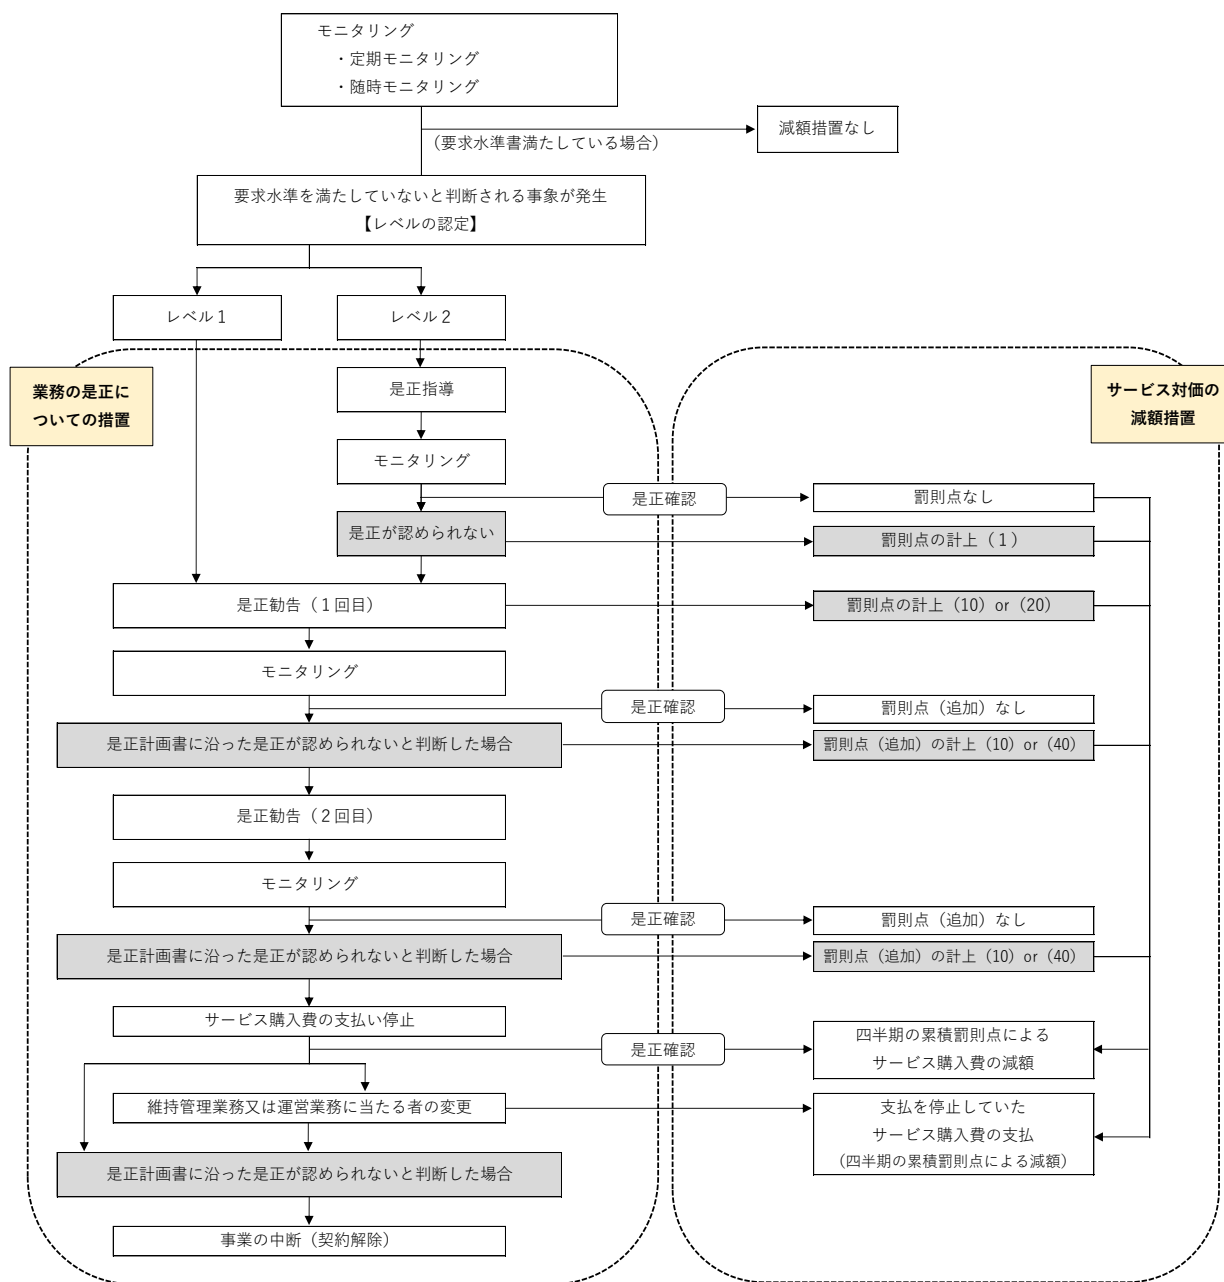 モニタリング
・定期モニタリング
・随時モニタリング
減額措置なし
(要求水準書満たしている場合)
要求水準を満たしていないと判断される事象が発生
【レベルの認定】
レベル１
レベル２
業務の是正に
ついての措置
サービス対価の
減額措置
是正指導
モニタリング
是正確認
罰則点なし
是正が認められない
罰則点の計上（１）
是正勧告（１回目）
罰則点の計上（10）or（20）
モニタリング
是正確認
罰則点（追加）なし
是正計画書に沿った是正が認められないと判断した場合
罰則点（追加）の計上（10）or（40）
是正勧告（２回目）
モニタリング
是正確認
罰則点（追加）なし
是正計画書に沿った是正が認められないと判断した場合
罰則点（追加）の計上（10）or（40）
サービス購入費の支払い停止
是正確認
四半期の累積罰則点による
サービス購入費の減額
維持管理業務又は運営業務に当たる者の変更
支払を停止していた
サービス購入費の支払
(四半期の累積罰則点による減額)
是正計画書に沿った是正が認められないと判断した場合
事業の中断（契約解除）